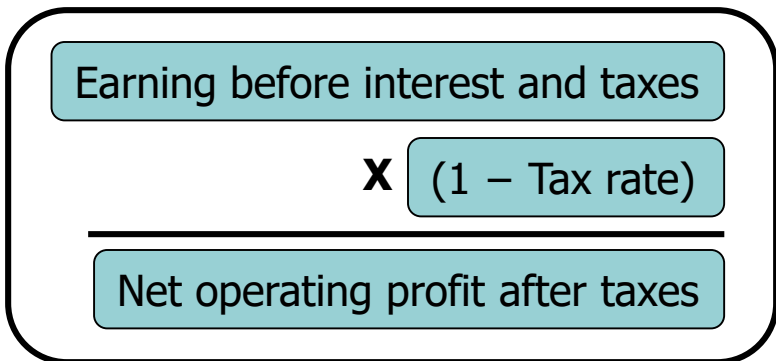 Earning before interest and taxes
X (1 − Tax rate)
Net operating profit after taxes